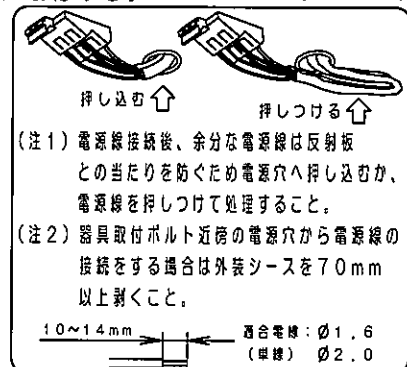 押し込む
押しつける
(注1) 電源線接続後、余分な電源線は反射板
との当たりを防ぐため電源穴へ押し込むか、
電源線を押しつけて処理すること。
(注2) 器具取付ボルト近傍の電源穴から電源線の
接続をする場合は外装シースを70mm
以上剥くこと。
10~14mm
適合電線:Ø1.6
(単線) Ø2.0